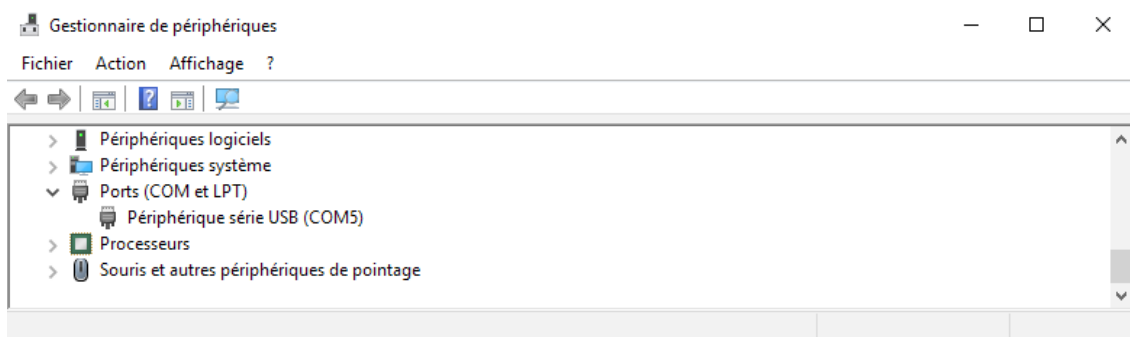 Gestionnaire de périphériques
Fichier Action Affichage ?
Périphériques logiciels
Périphériques système
Ports (COM et LPT)
Périphérique série USB (COM5)
Processeurs
Souris et autres périphériques de pointage